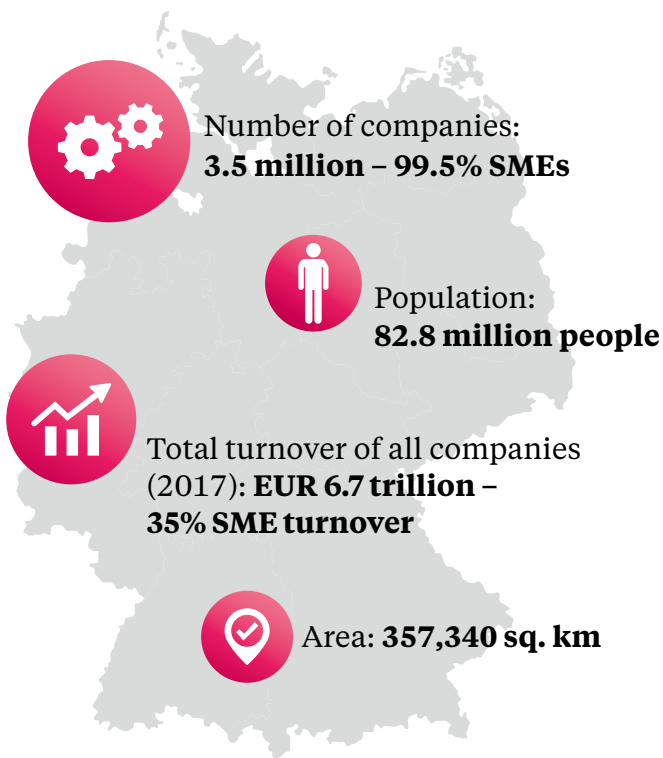 Number of companies:
3.5 million – 99.5% SMEs
Population:
82.8 million people
Total turnover of all companies
(2017): EUR 6.7 trillion –
35% SME turnover
Area: 357,340 sq. km